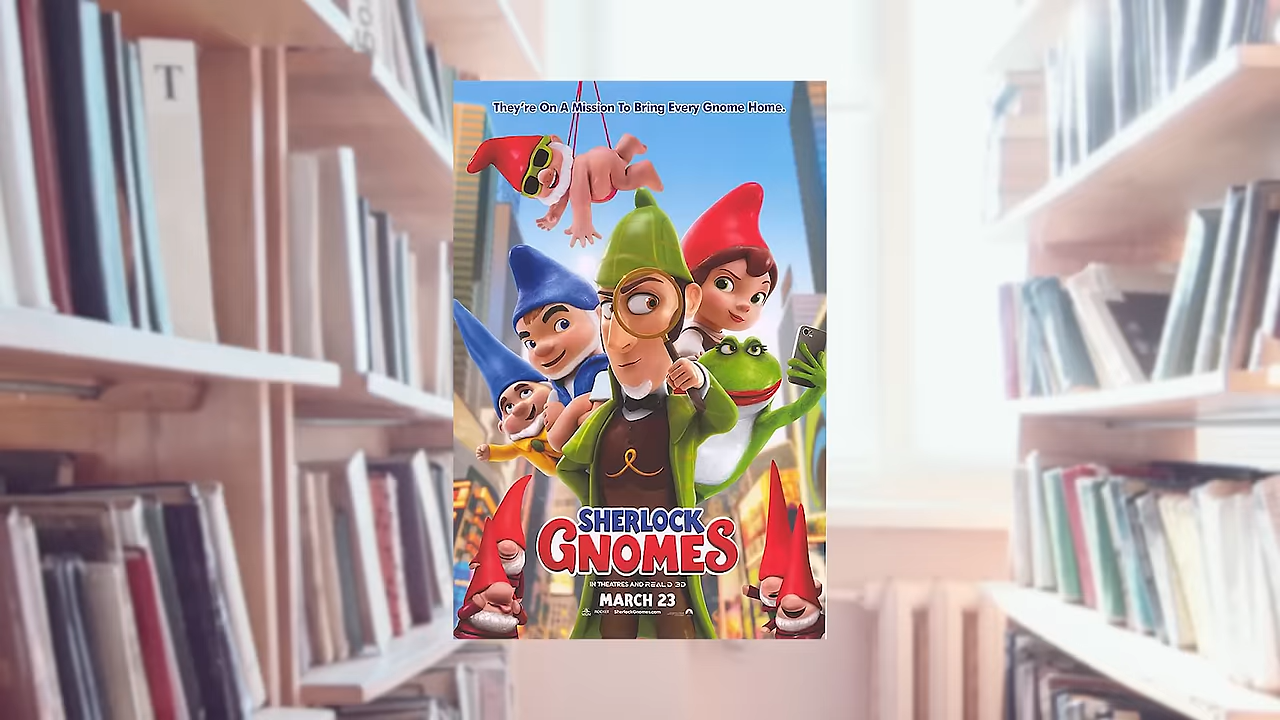 T
They're On A Mission To Bring Every Gnome Home.
SHERLOCK
GNOMES
IN THEATRES AND REAL D 3D
MARCH 23
SherlockGnomes.com